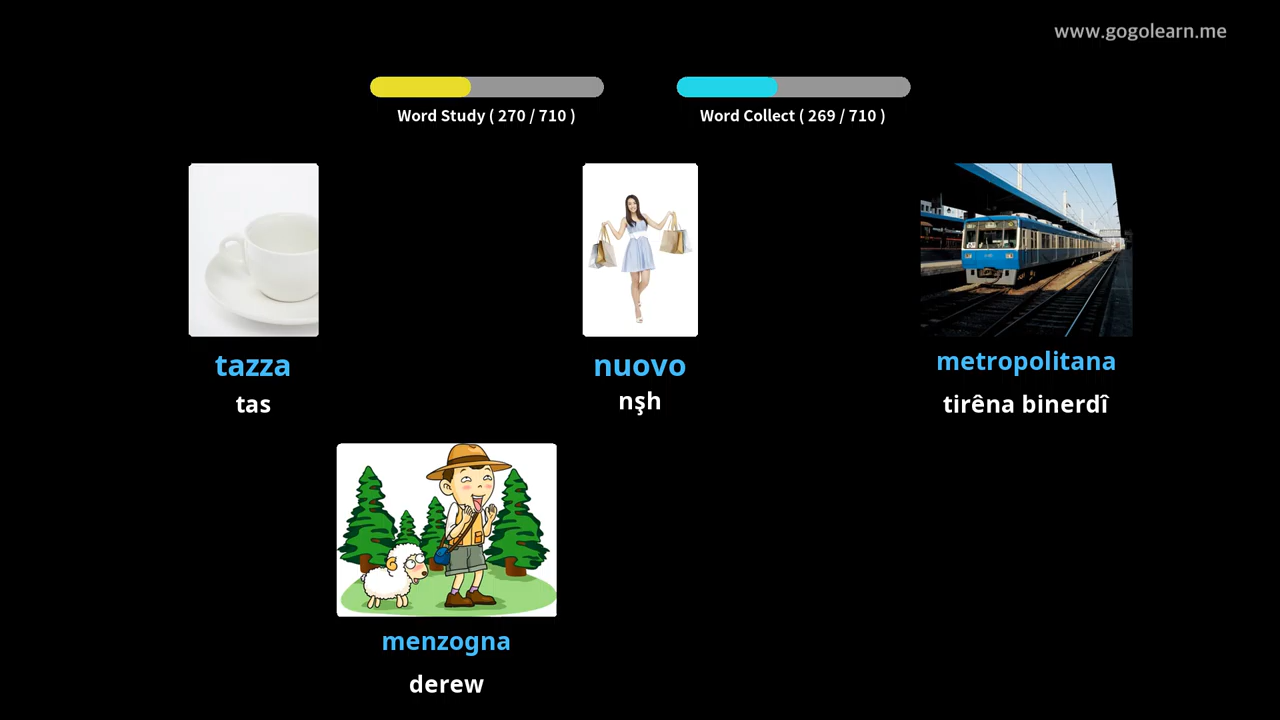 www.gogolearn.me
Word Study ( 270 / 710 )
Word Collect ( 269 / 710 )
tazza
nuovo
metropolitana
tas
nşh
tirêna binerdî
menzogna
derew